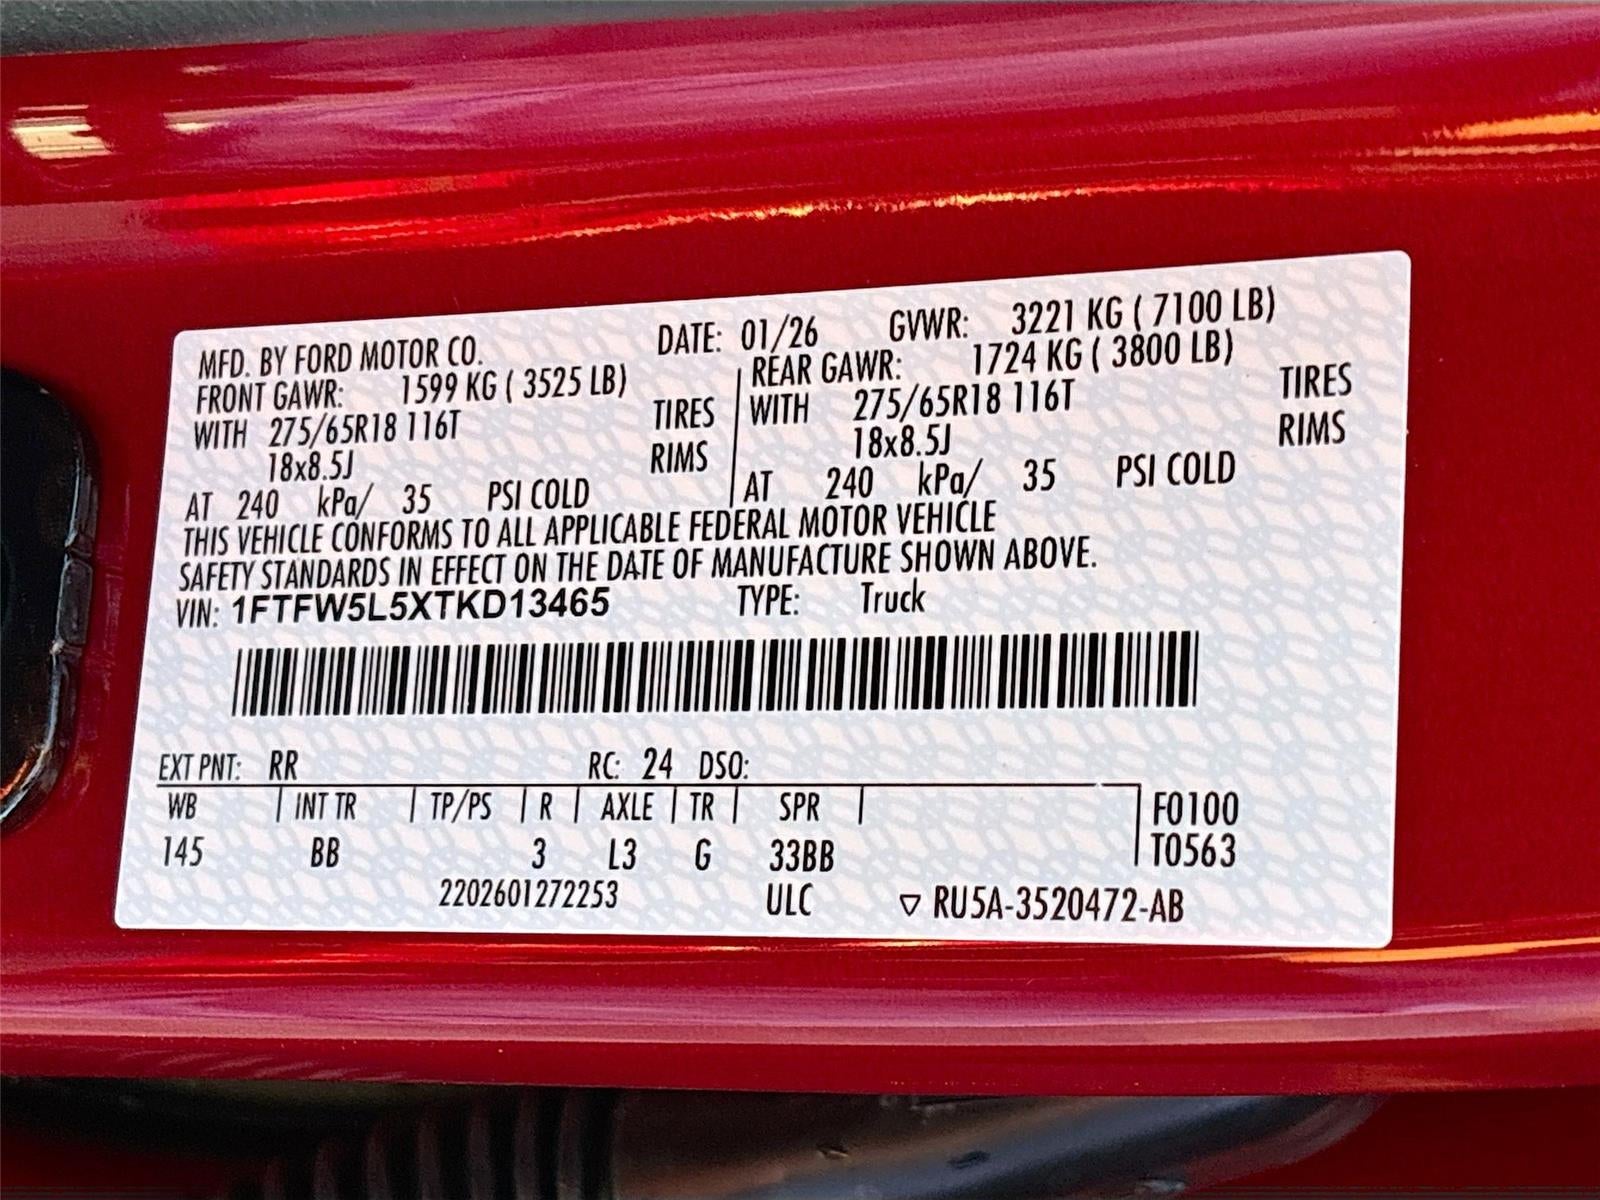 MFD. BY FORD MOTOR CO. DATE: 01/26 GVWR: 3221 KG ( 7100 LB)
FRONT GAWR: 1599 KG ( 3525 LB) REAR GAWR: 1724 KG ( 3800 LB)
WITH 275/65R18 116T TIRES WITH 275/65R18 116T TIRES
18x8.5J RIMS 18x8.5J RIMS
AT 240 kPa/ 35 PSI COLD AT 240 kPa/ 35 PSI COLD
THIS VEHICLE CONFORMS TO ALL APPLICABLE FEDERAL MOTOR VEHICLE
SAFETY STANDARDS IN EFFECT ON THE DATE OF MANUFACTURE SHOWN ABOVE.
VIN: 1FTFW5L5XTKD13465 TYPE: Truck
EXT PNT: RR RC: 24 DSO:
WB INT TR TP/PS R AXLE TR SPR F0100
145 BB 3 L3 G 33BB T0563
2202601272253 ULC ▽ RU5A-3520472-AB